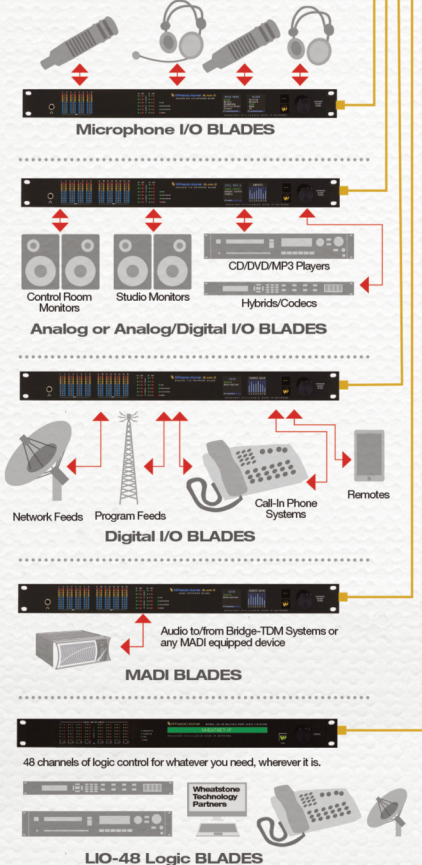 Microphone I/O BLADES
Control Room
Monitors
Studio Monitors
CD/DVD/MP3 Players
Hybrids/Codecs
Analog or Analog/Digital I/O BLADES
Network Feeds
Program Feeds
Call-In Phone
Systems
Remotes
Digital I/O BLADES
Audio to/from Bridge-TDM Systems or
any MADI equipped device
MADI BLADES
48 channels of logic control for whatever you need, wherever it is.
Wheatstone
Technology
Partners
LIO-48 Logic BLADES